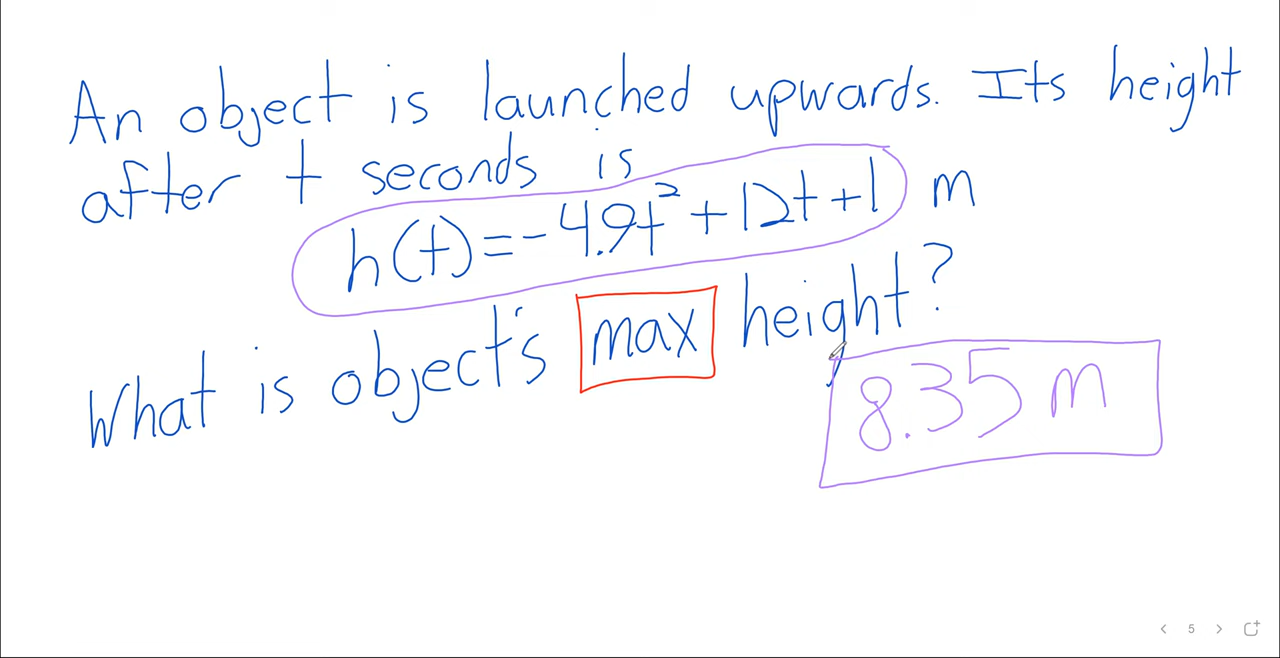 An object is launched upwards. Its height
after t seconds is
h(t) = -4.9t² + 12t + 1 m
What is object's max height?
8.35 m
5